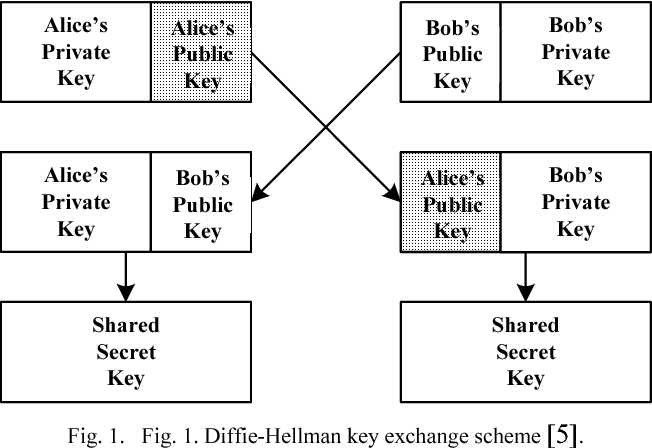 Alice's
Private
Key
Alice's
Public
Key
Bob's
Public
Key
Bob's
Private
Key
Alice's
Private
Key
Bob's
Public
Key
Alice's
Public
Key
Bob's
Private
Key
Shared
Secret
Key
Shared
Secret
Key
Fig. 1. Fig. 1. Diffie-Hellman key exchange scheme [5].